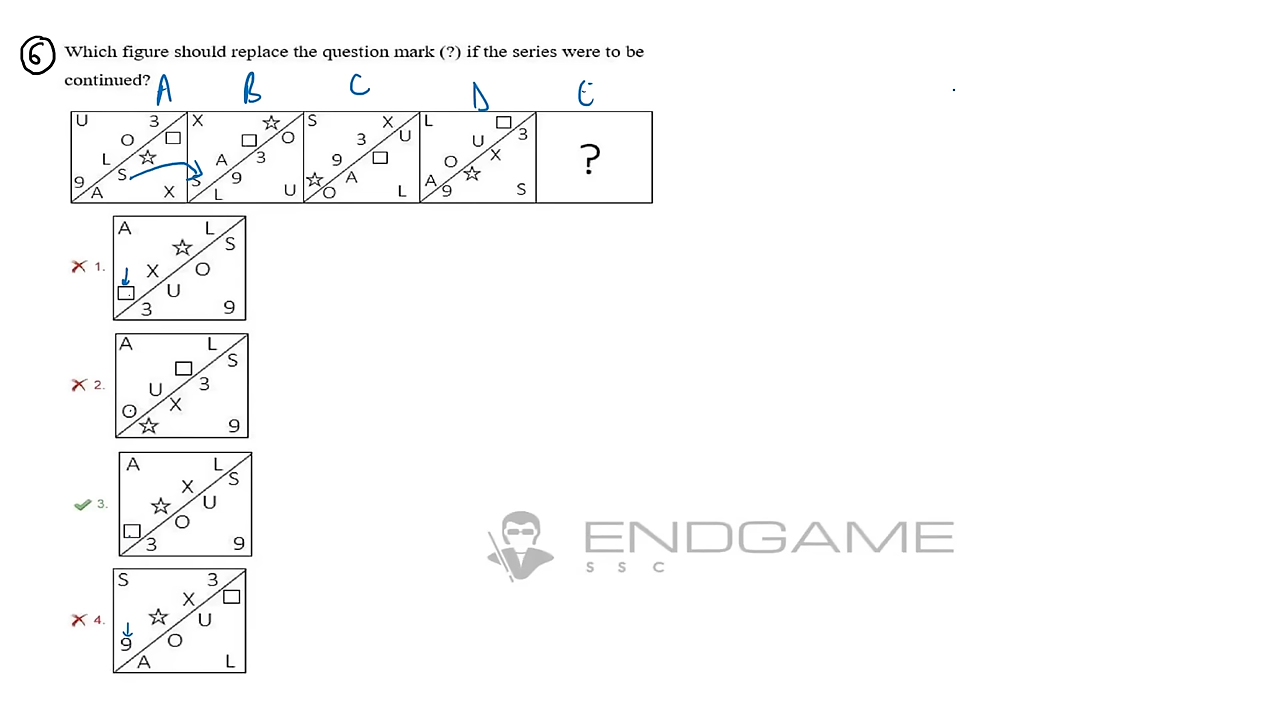 6 Which figure should replace the question mark (?) if the series were to be
continued?
A B C D E
U 3 X S X L
O O 3 U U 3
L A 3 9 O X
9 S S 9 A A
A X L U O L 9 S
?
1.
A L
S
X O
U
3 9
2.
A L
S
U 3
O X
9
3.
A L
S
X
U
O
3 9
4.
S 3
X
U
9 O
A L
ENDGAME
SSC